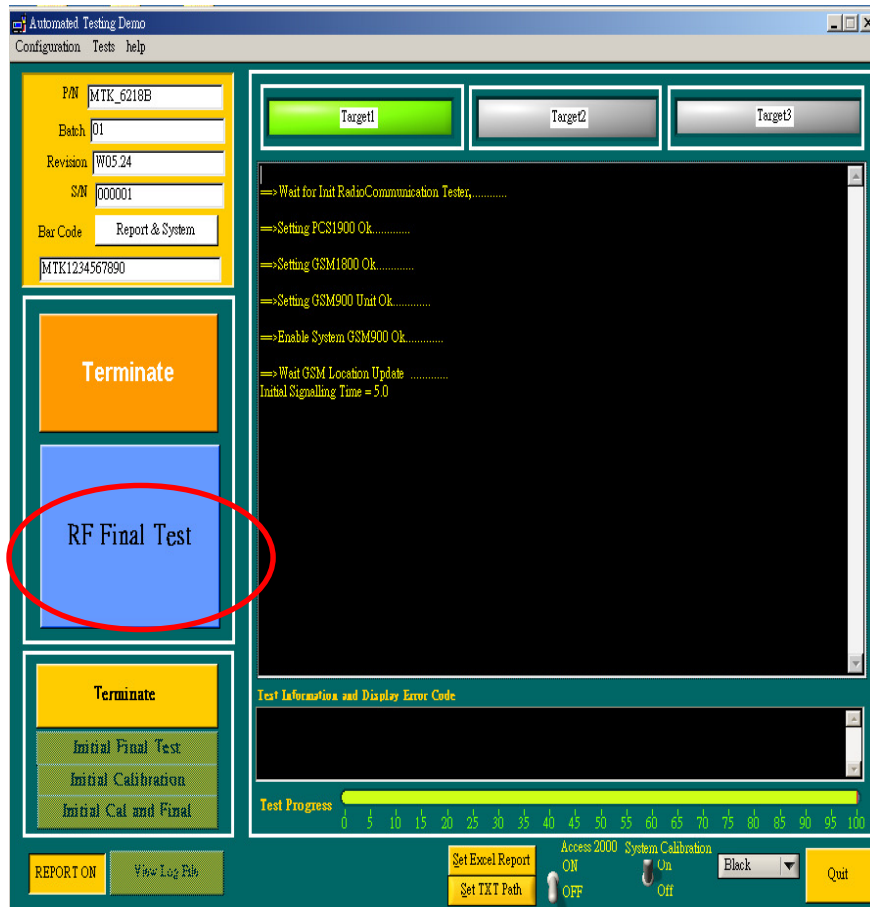 Automated Testing Demo
Configuration Tests help
P/N MTK_6218B
Batch 01
Revision W05.24
S/N 000001
Bar Code Report & System
MTK1234567890
Terminate
RF Final Test
Terminate
Initial Final Test
Initial Calibration
Initial Cal and Final
REPORT ON
View Log File
Target1
Target2
Target3
==>Wait for Init RadioCommunication Tester,............
==>Setting PCS1900 Ok............
==>Setting GSM1800 Ok............
==>Setting GSM900 Unit Ok............
==>Enable System GSM900 Ok............
==>Wait GSM Location Update ............
Initial Signalling Time = 5.0
Test Information and Display Error Code
Test Progress
0 5 10 15 20 25 30 35 40 45 50 55 60 65 70 75 80 85 90 95 100
Set Excel Report
Set TXT Path
Access 2000
ON
OFF
System Calibration
On
Off
Black
Quit